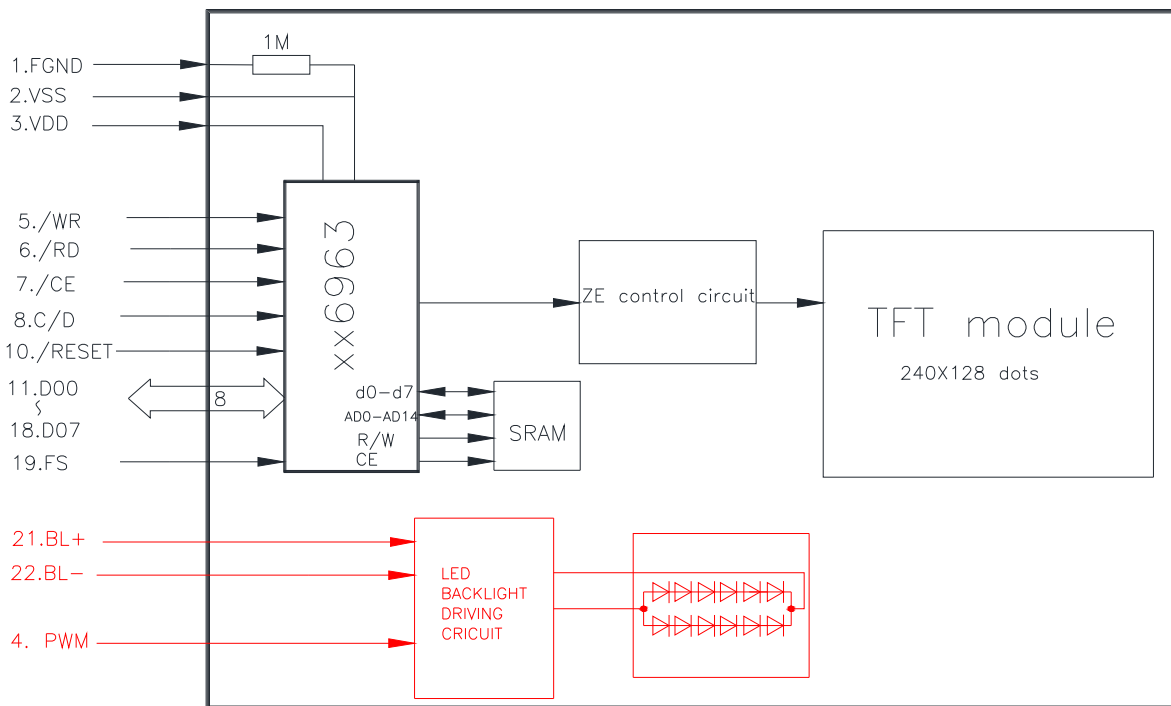 1M
1.FGND
2.VSS
3.VDD
5./WR
6./RD
7./CE
8.C/D
10./RESET
11.D00
~
18.D07
19.FS
8
xx6963
d0-d7
AD0-AD14
R/W
CE
SRAM
ZE control circuit
TFT module
240X128 dots
21.BL+
22.BL-
4. PWM
LED
BACKLIGHT
DRIVING
CRICUIT